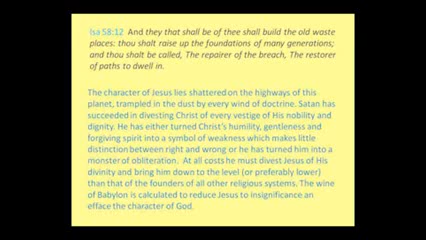 Isa 58:12 And they that shall be of thee shall build the old waste
places: thou shalt raise up the foundations of many generations;
and thou shalt be called, The repairer of the breach, The restorer
of paths to dwell in.
The character of Jesus lies shattered on the highways of this
planet, trampled in the dust by every wind of doctrine. Satan has
succeeded in divesting Christ of every vestige of His nobility and
dignity. He has either turned Christ's humility, gentleness and
forgiving spirit into a symbol of weakness which makes little
distinction between right and wrong or he has turned him into a
monster of obliteration. At all costs he must divest Jesus of His
divinity and bring him down to the level (or preferably lower)
than that of the founders of all other religious systems. The wine
of Babylon is calculated to reduce Jesus to insignificance an
efface the character of God.